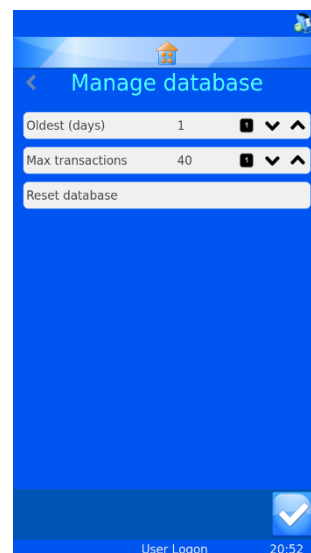 Manage database
Oldest (days) 1 1
Max transactions 40 1
Reset database
User Logon 20:52